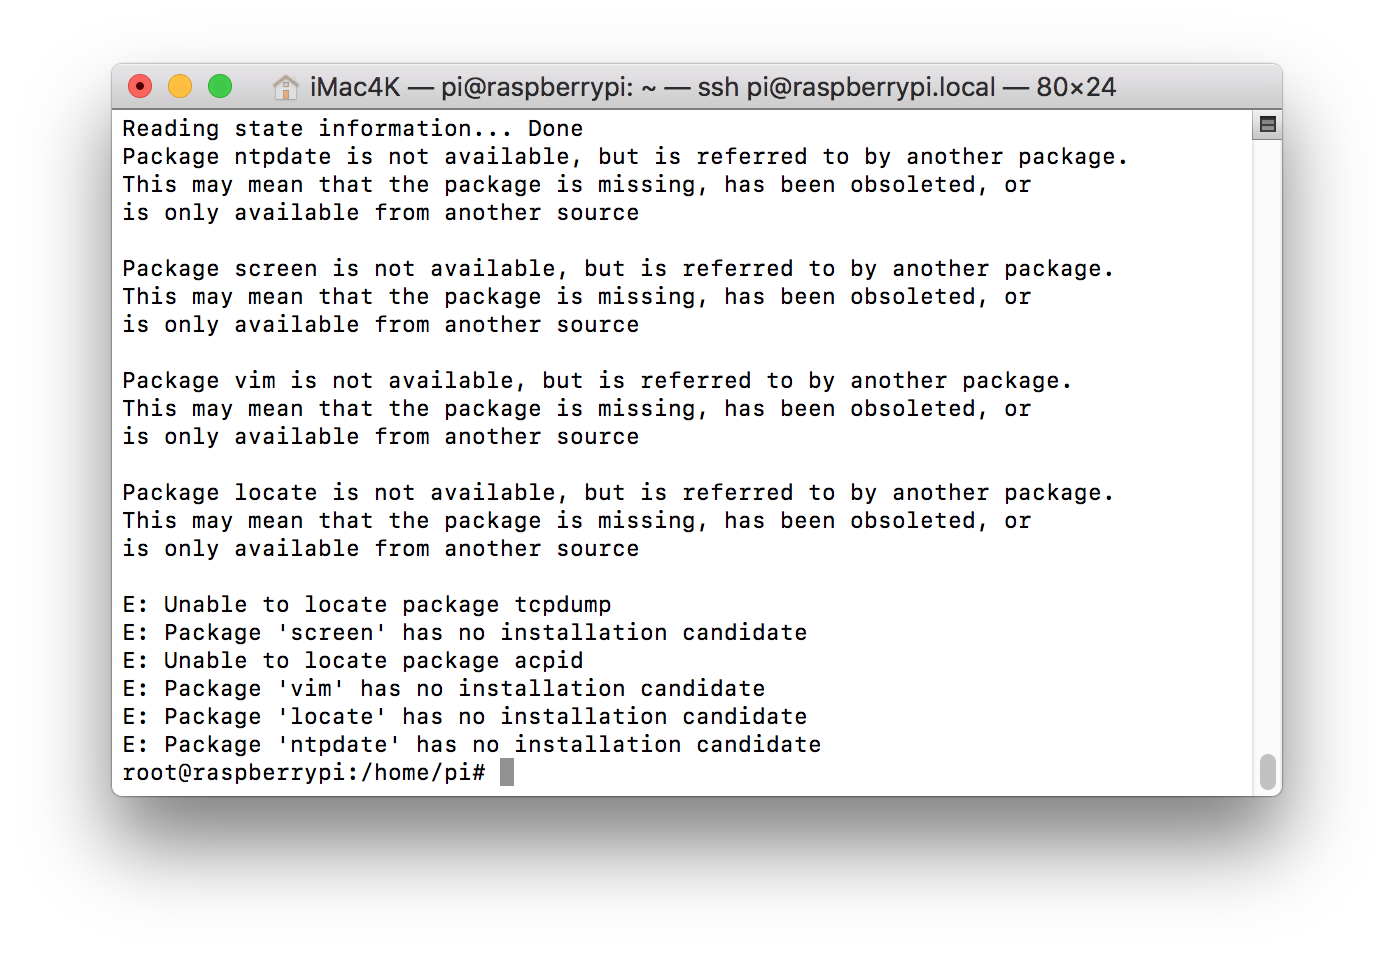 iMac4K — pi@raspberrypi: ~ — ssh pi@raspberrypi.local — 80×24
Reading state information... Done
Package ntpdate is not available, but is referred to by another package.
This may mean that the package is missing, has been obsoleted, or
is only available from another source
Package screen is not available, but is referred to by another package.
This may mean that the package is missing, has been obsoleted, or
is only available from another source
Package vim is not available, but is referred to by another package.
This may mean that the package is missing, has been obsoleted, or
is only available from another source
Package locate is not available, but is referred to by another package.
This may mean that the package is missing, has been obsoleted, or
is only available from another source
E: Unable to locate package tcpdump
E: Package 'screen' has no installation candidate
E: Unable to locate package acpid
E: Package 'vim' has no installation candidate
E: Package 'locate' has no installation candidate
E: Package 'ntpdate' has no installation candidate
root@raspberrypi:/home/pi#